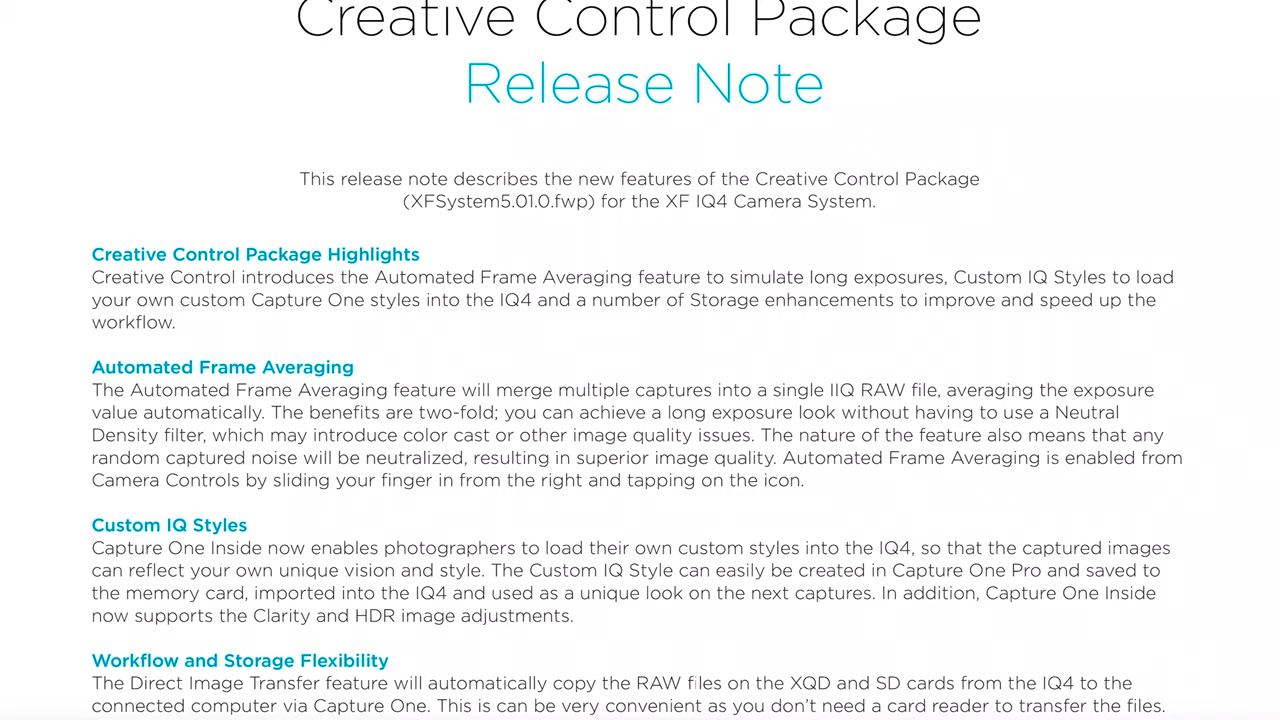 Creative Control Package
Release Note
This release note describes the new features of the Creative Control Package
(XFSystem5.01.0.fwp) for the XF IQ4 Camera System.
Creative Control Package Highlights
Creative Control introduces the Automated Frame Averaging feature to simulate long exposures, Custom IQ Styles to load
your own custom Capture One styles into the IQ4 and a number of Storage enhancements to improve and speed up the
workflow.
Automated Frame Averaging
The Automated Frame Averaging feature will merge multiple captures into a single IIQ RAW file, averaging the exposure
value automatically. The benefits are two-fold; you can achieve a long exposure look without having to use a Neutral
Density filter, which may introduce color cast or other image quality issues. The nature of the feature also means that any
random captured noise will be neutralized, resulting in superior image quality. Automated Frame Averaging is enabled from
Camera Controls by sliding your finger in from the right and tapping on the icon.
Custom IQ Styles
Capture One Inside now enables photographers to load their own custom styles into the IQ4, so that the captured images
can reflect your own unique vision and style. The Custom IQ Style can easily be created in Capture One Pro and saved to
the memory card, imported into the IQ4 and used as a unique look on the next captures. In addition, Capture One Inside
now supports the Clarity and HDR image adjustments.
Workflow and Storage Flexibility
The Direct Image Transfer feature will automatically copy the RAW files on the XQD and SD cards from the IQ4 to the
connected computer via Capture One. This is can be very convenient as you don't need a card reader to transfer the files.